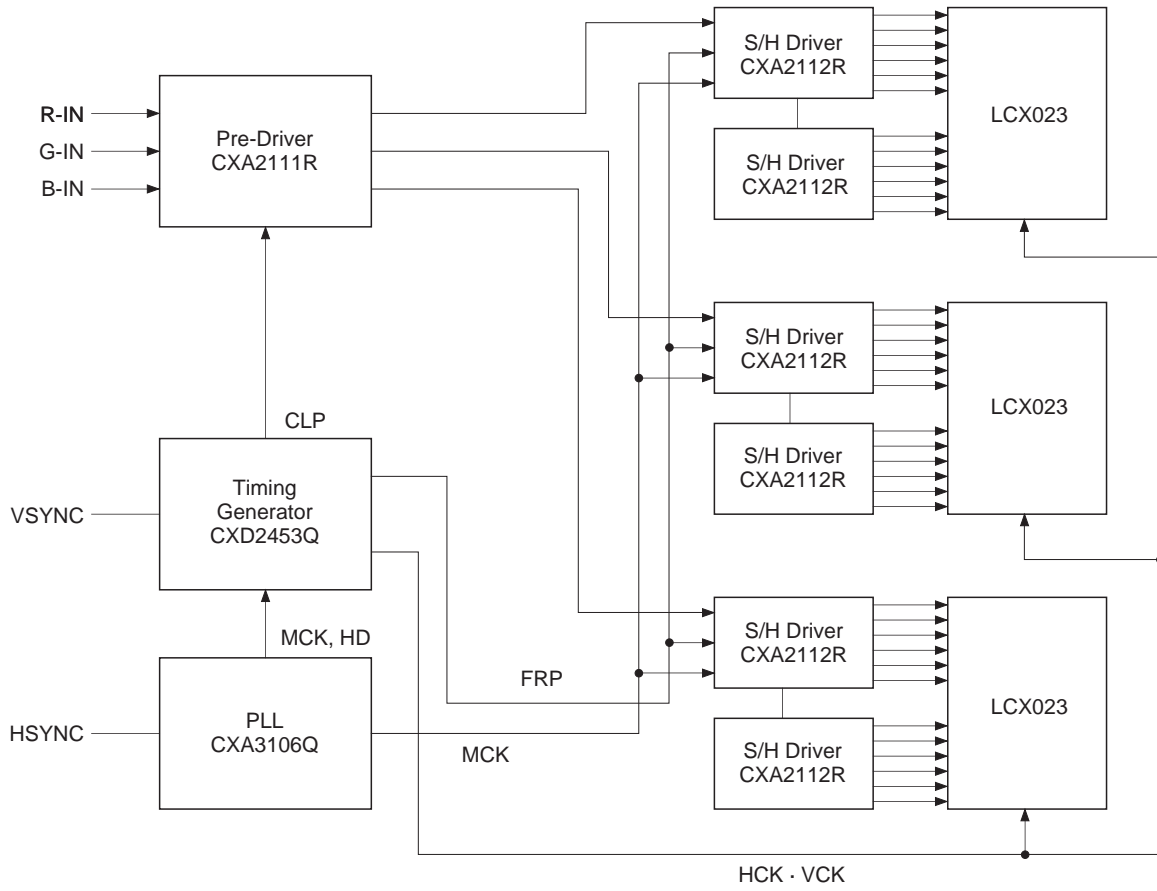 S/H Driver
CXA2112R
LCX023
R-IN
Pre-Driver
CXA2111R
G-IN
B-IN
S/H Driver
CXA2112R
S/H Driver
CXA2112R
LCX023
CLP
S/H Driver
CXA2112R
Timing
Generator
CXD2453Q
VSYNC
MCK, HD
S/H Driver
CXA2112R
FRP
LCX023
PLL
CXA3106Q
HSYNC
MCK
S/H Driver
CXA2112R
HCK · VCK